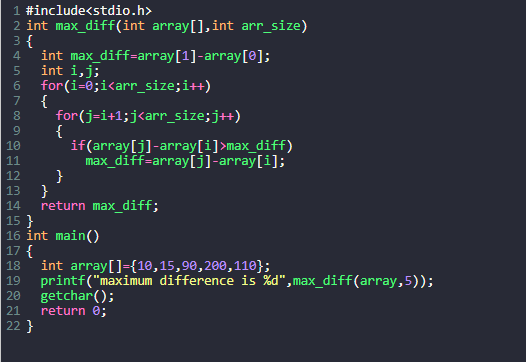 1 #include<stdio.h>
2 int max_diff(int array[],int arr_size)
3 {
4 int max_diff=array[1]-array[0];
5 int i,j;
6 for(i=0;i<arr_size;i++)
7 {
8 for(j=i+1;j<arr_size;j++)
9 {
10 if(array[j]-array[i]>max_diff)
11 max_diff=array[j]-array[i];
12 }
13 }
14 return max_diff;
15 }
16 int main()
17 {
18 int array[]={10,15,90,200,110};
19 printf("maximum difference is %d",max_diff(array,5));
20 getchar();
21 return 0;
22 }